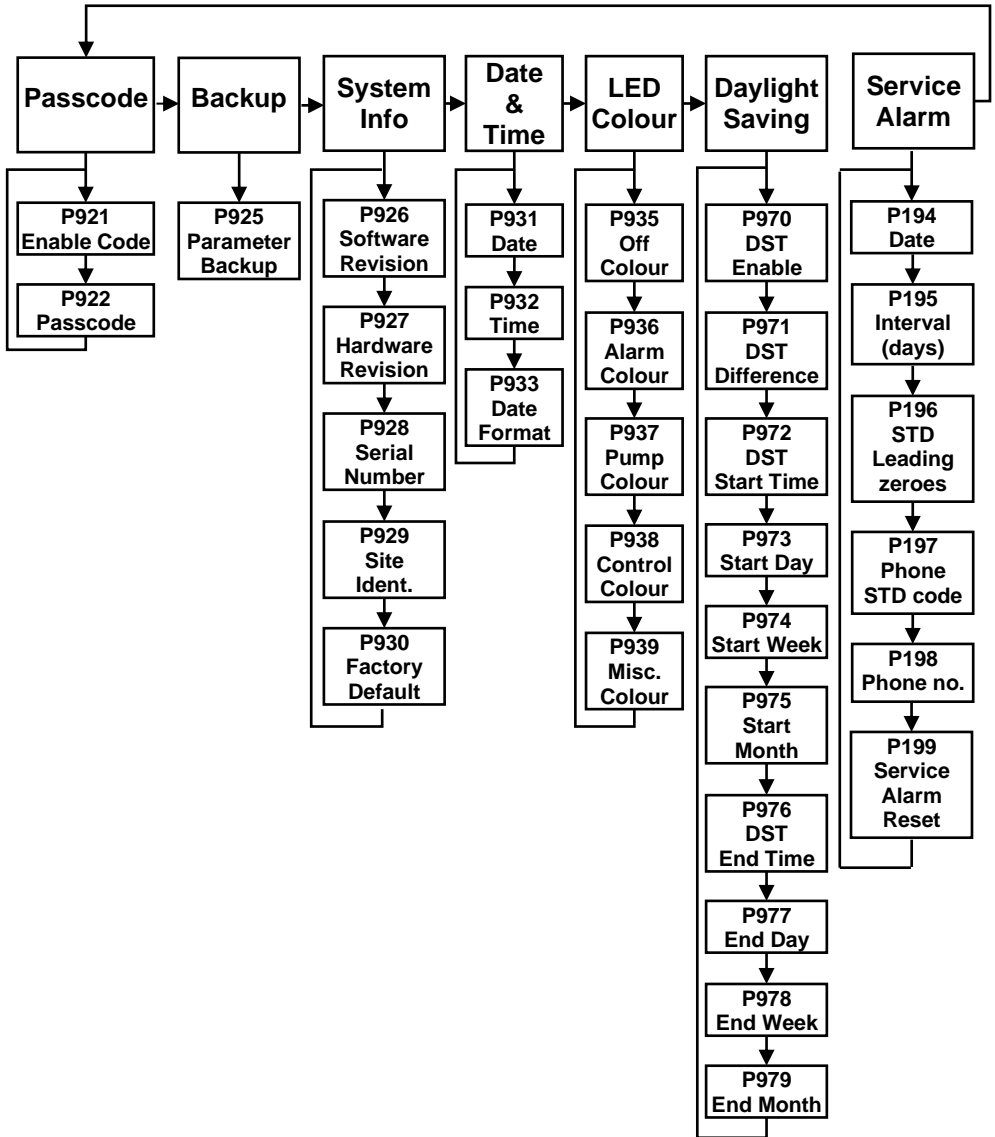 Passcode
Backup
System
Info
Date
&
Time
LED
Colour
Daylight
Saving
Service
Alarm
P921
Enable Code
P922
Passcode
P925
Parameter
Backup
P926
Software
Revision
P927
Hardware
Revision
P928
Serial
Number
P929
Site
Ident.
P930
Factory
Default
P931
Date
P932
Time
P933
Date
Format
P935
Off
Colour
P936
Alarm
Colour
P937
Pump
Colour
P938
Control
Colour
P939
Misc.
Colour
P970
DST
Enable
P971
DST
Difference
P972
DST
Start Time
P973
Start Day
P974
Start Week
P975
Start
Month
P976
DST
End Time
P977
End Day
P978
End Week
P979
End Month
P194
Date
P195
Interval
(days)
P196
STD
Leading
zeroes
P197
Phone
STD code
P198
Phone no.
P199
Service
Alarm
Reset